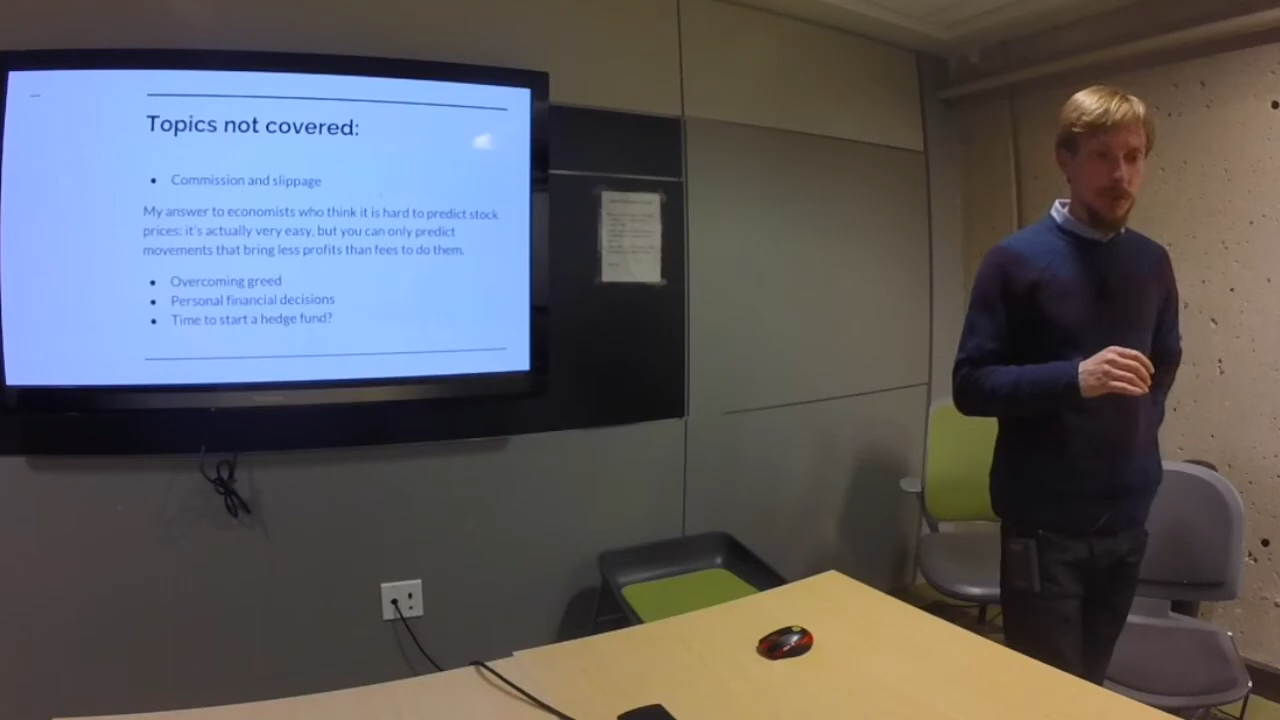 Topics not covered:
• Commission and slippage
My answer to economists who think it is hard to predict stock
prices: it's actually very easy, but you can only predict
movements that bring less profits than fees to do them.
• Overcoming greed
• Personal financial decisions
• Time to start a hedge fund?